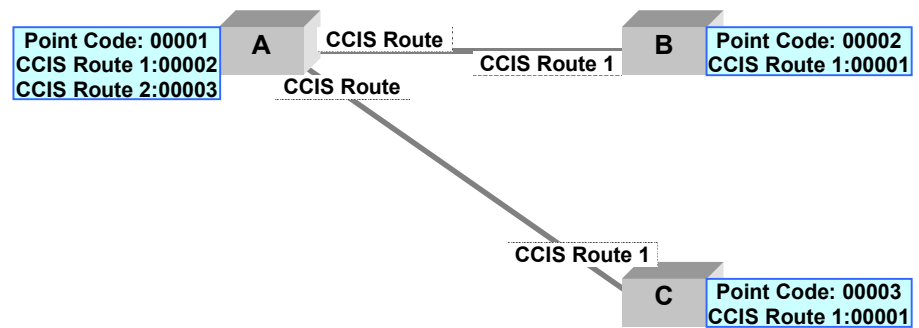 Point Code: 00001
CCIS Route 1:00002
CCIS Route 2:00003
A
CCIS Route
CCIS Route 1
B
Point Code: 00002
CCIS Route 1:00001
CCIS Route
CCIS Route 1
C
Point Code: 00003
CCIS Route 1:00001